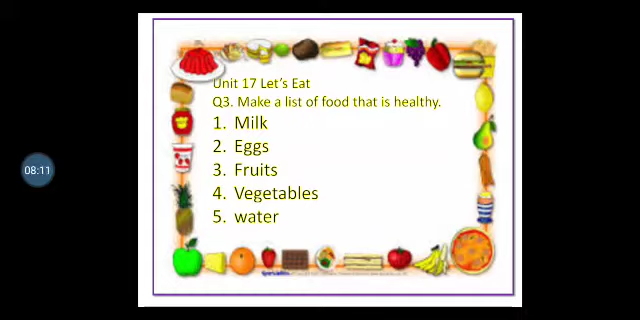 Unit 17 Let's Eat
Q3. Make a list of food that is healthy.
1. Milk
2. Eggs
3. Fruits
4. Vegetables
5. water
08:11